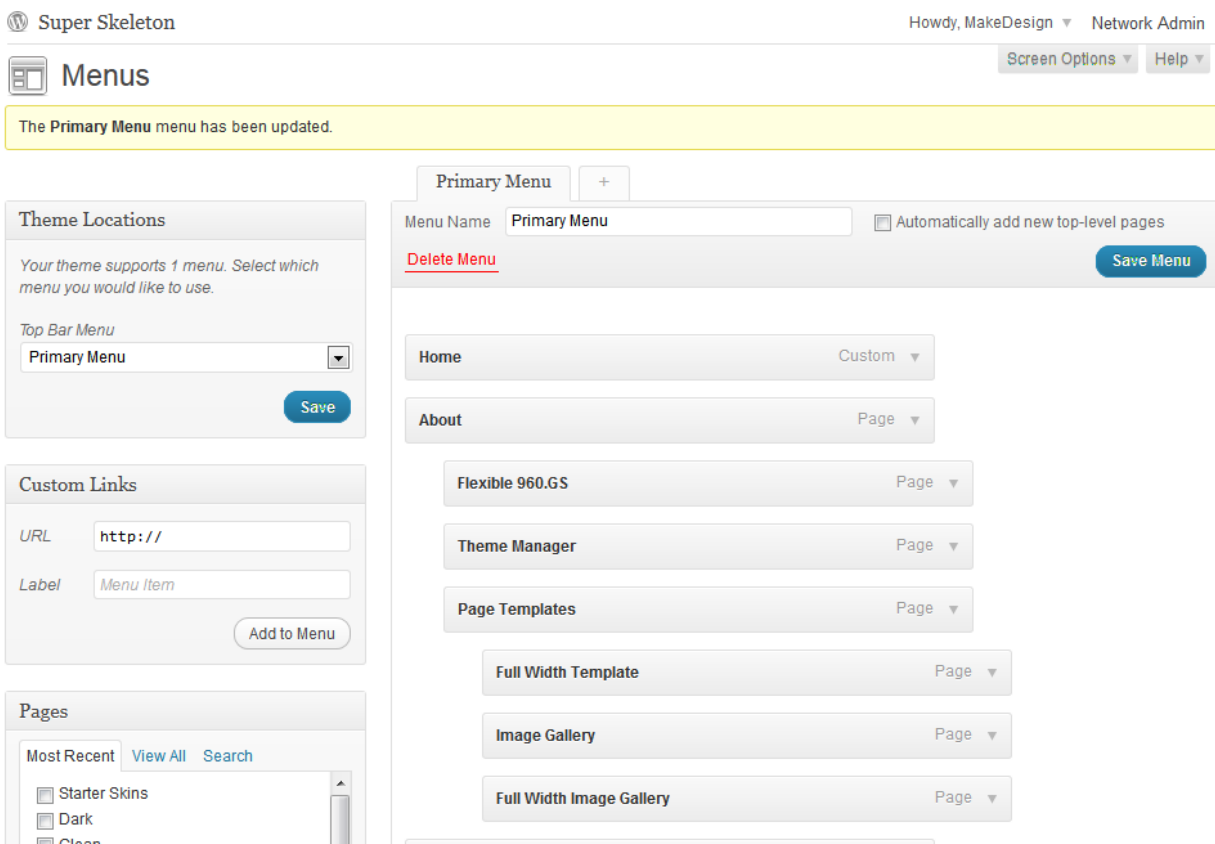 Super Skeleton
Howdy, MakeDesign
Network Admin
Screen Options
Help
Menus
The Primary Menu menu has been updated.
Theme Locations
Your theme supports 1 menu. Select which
menu you would like to use.
Top Bar Menu
Primary Menu
Save
Custom Links
URL
http://
Label
Menu Item
Add to Menu
Pages
Most Recent
View All
Search
Starter Skins
Dark
Clean
Primary Menu
+
Menu Name
Primary Menu
Automatically add new top-level pages
Delete Menu
Save Menu
Home Custom
About Page
Flexible 960.GS Page
Theme Manager Page
Page Templates Page
Full Width Template Page
Image Gallery Page
Full Width Image Gallery Page